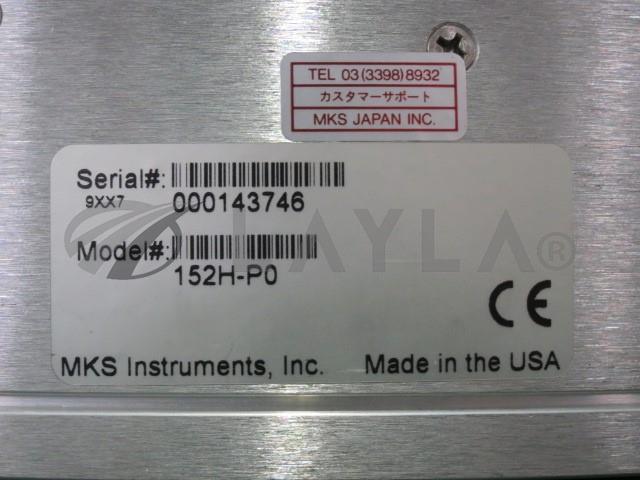 TEL 03(3398)8932
カスタマーサポート
MKS JAPAN INC.
Serial#:
9XX7 000143746
LAYLA®
Model#:
152H-P0
CE
MKS Instruments, Inc. Made in the USA